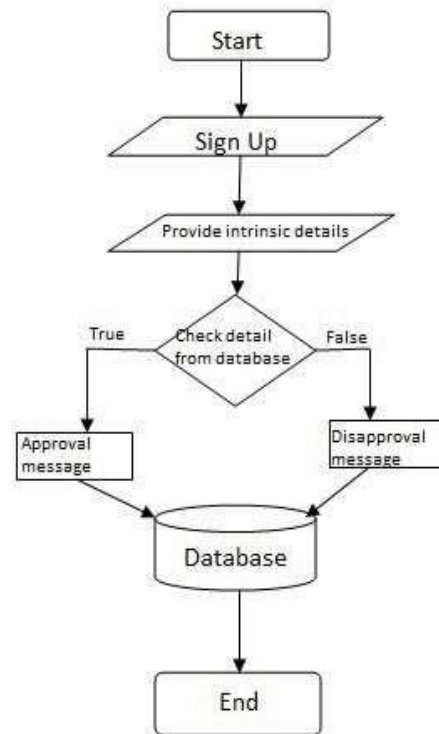 Start
Sign Up
Provide intrinsic details
True
Check detail
from database
False
Approval
message
Disapproval
message
Database
End